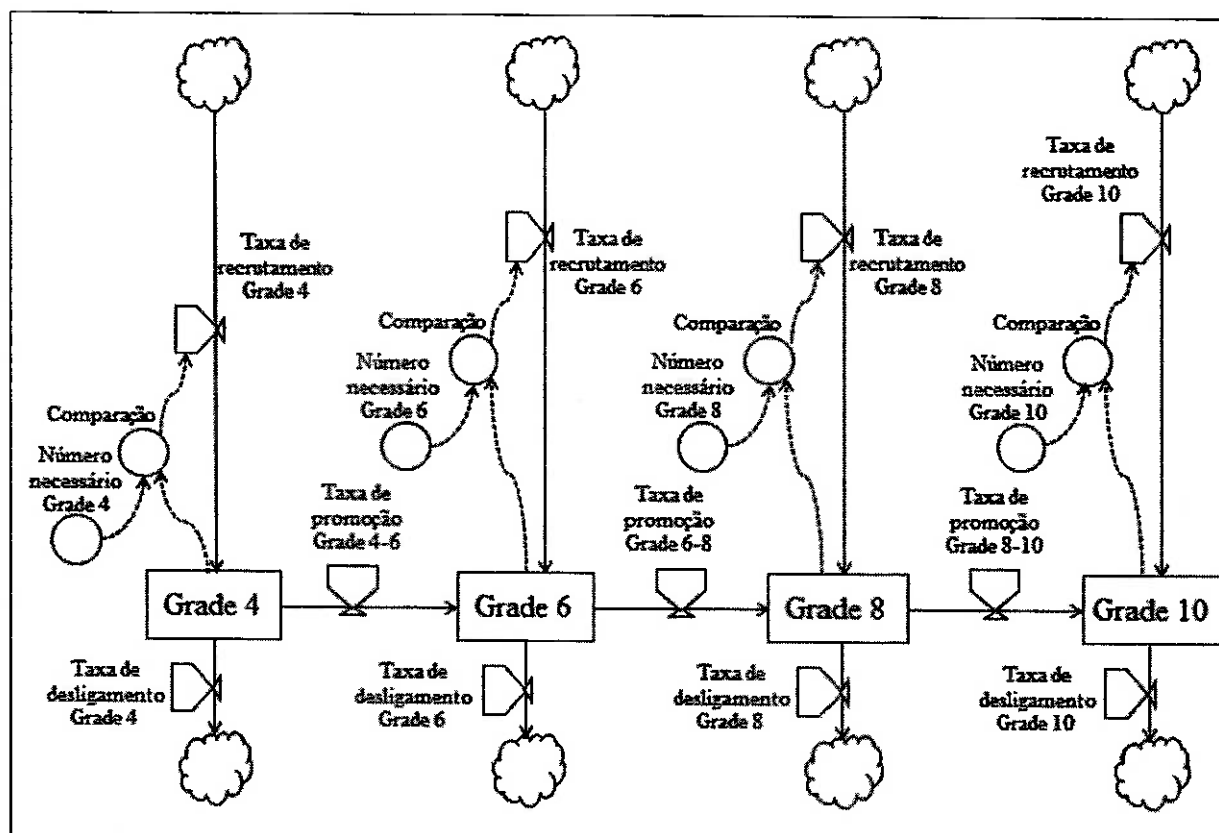 Taxa de
recrutamento
Grade 4
Taxa de
recrutamento
Grade 6
Taxa de
recrutamento
Grade 8
Taxa de
recrutamento
Grade 10
Comparação
Número
necessário
Grade 4
Comparação
Número
necessário
Grade 6
Comparação
Número
necessário
Grade 8
Comparação
Número
necessário
Grade 10
Taxa de
promoção
Grade 4-6
Taxa de
promoção
Grade 6-8
Taxa de
promoção
Grade 8-10
Grade 4
Grade 6
Grade 8
Grade 10
Taxa de
desligamento
Grade 4
Taxa de
desligamento
Grade 6
Taxa de
desligamento
Grade 8
Taxa de
desligamento
Grade 10